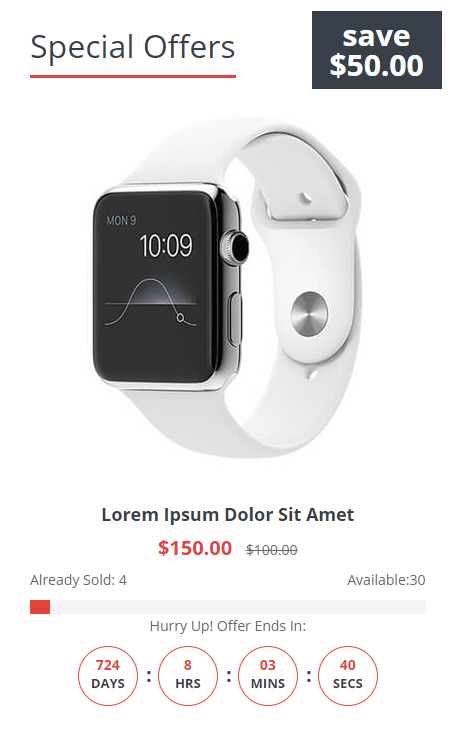 Special Offers
save
$50.00
MON 9
10:09
Lorem Ipsum Dolor Sit Amet
$150.00 $100.00
Already Sold: 4 Available:30
Hurry Up! Offer Ends In:
724 : 8 : 03 : 40
DAYS HRS MINS SECS